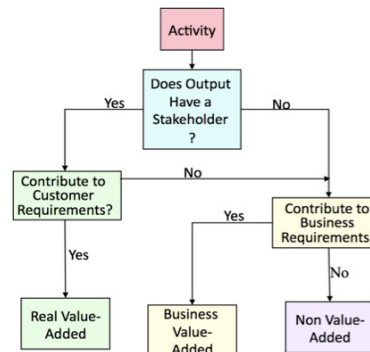 Activity
Does Output
Have a
Stakeholder
?
Yes
No
Contribute to
Customer
Requirements?
No
Contribute to
Business
Requirements
Yes
Yes
No
Real Value-
Added
Business
Value-
Added
Non Value-
Added